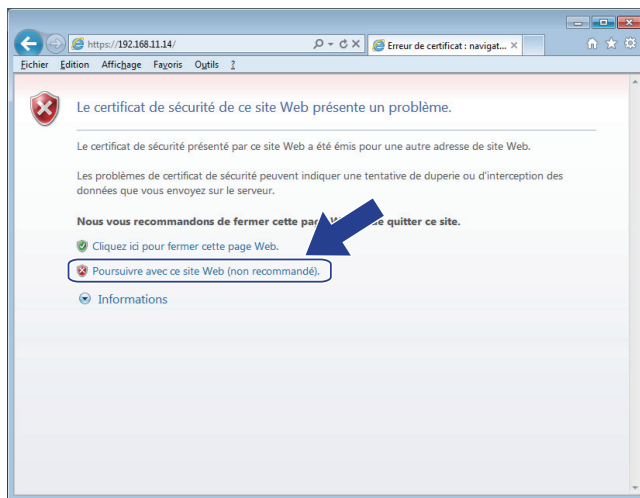 https://192.168.11.14/
Erreur de certificat : navigat...
Fichier Edition Affichage Favoris Outils ?
Le certificat de sécurité de ce site Web présente un problème.
Le certificat de sécurité présenté par ce site Web a été émis pour une autre adresse de site Web.
Les problèmes de certificat de sécurité peuvent indiquer une tentative de duperie ou d'interception des
données que vous envoyez sur le serveur.
Nous vous recommandons de fermer cette pag de quitter ce site.
Cliquez ici pour fermer cette page Web.
Poursuivre avec ce site Web (non recommandé).
Informations